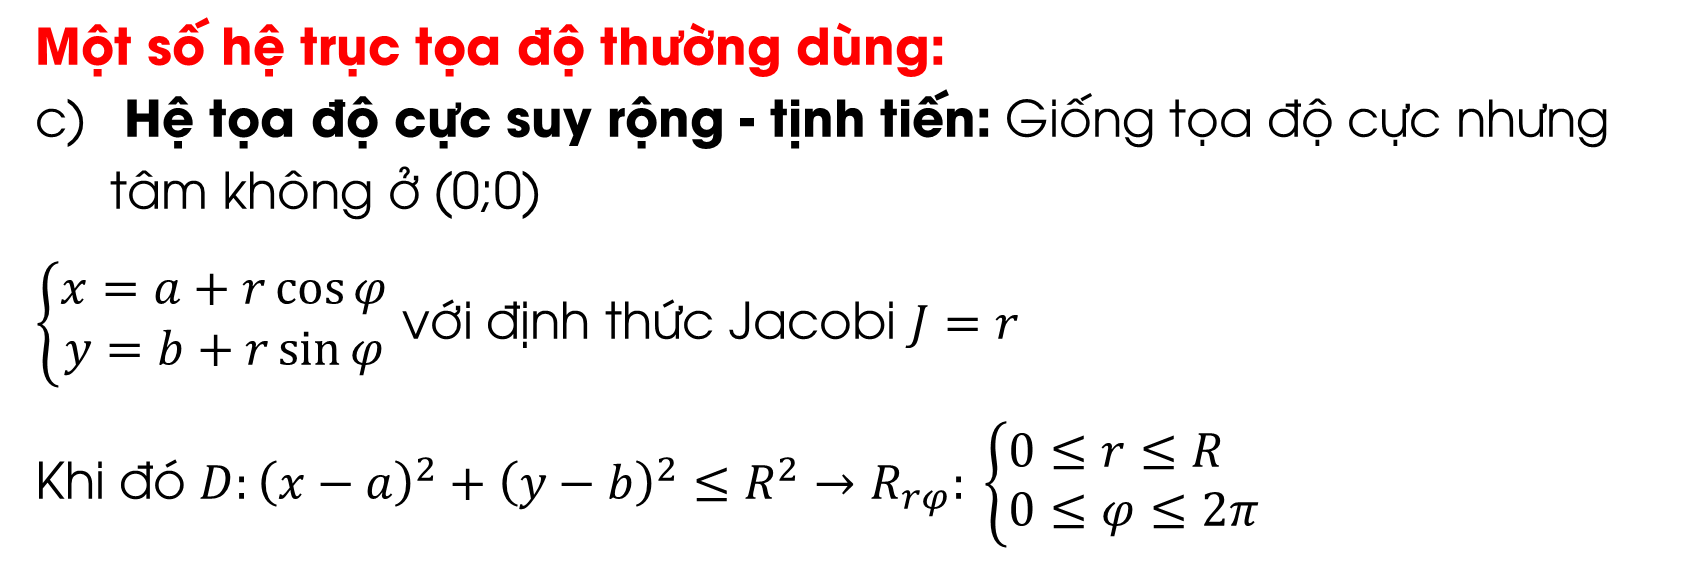 Một số hệ trục tọa độ thường dùng:
c) Hệ tọa độ cực suy rộng - tịnh tiến: Giống tọa độ cực nhưng
tâm không ở (0;0)
{x = a + r cos φ
{y = b + r sin φ với định thức Jacobi J = r
Khi đó D: (x − a)² + (y − b)² ≤ R² → Rᵣᵩ: {0 ≤ r ≤ R
{0 ≤ φ ≤ 2π